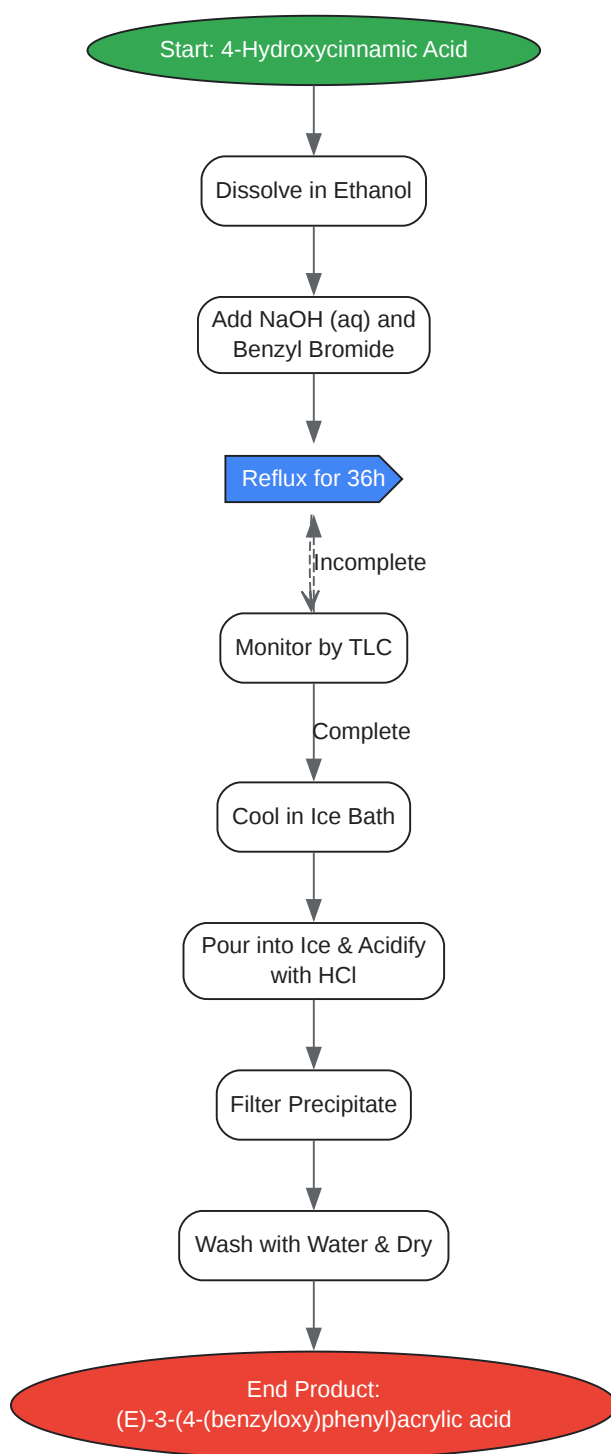 Start: 4-Hydroxycinnamic Acid
Dissolve in Ethanol
Add NaOH (aq) and
Benzyl Bromide
Reflux for 36h
Incomplete
Monitor by TLC
Complete
Cool in Ice Bath
Pour into Ice & Acidify
with HCl
Filter Precipitate
Wash with Water & Dry
End Product:
(E)-3-(4-(benzyloxy)phenyl)acrylic acid